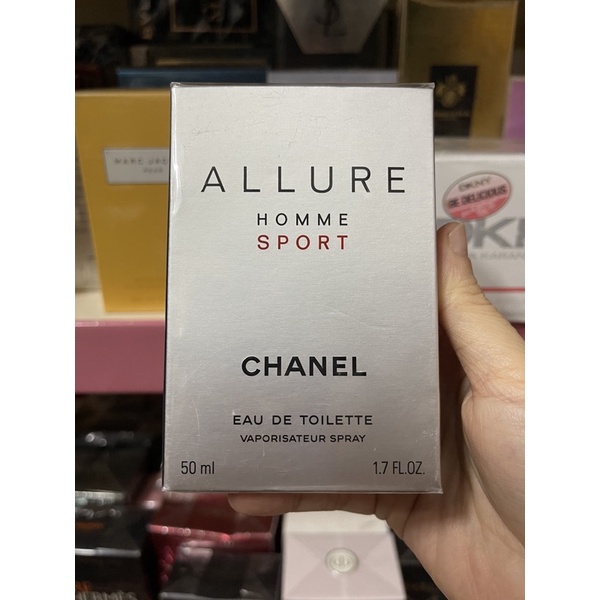 ALLURE
HOMME
SPORT
CHANEL
EAU DE TOILETTE
VAPORISATEUR SPRAY
50 ml 1.7 FL.OZ.
MARC JAC
DKNY
BE DELICIOUS